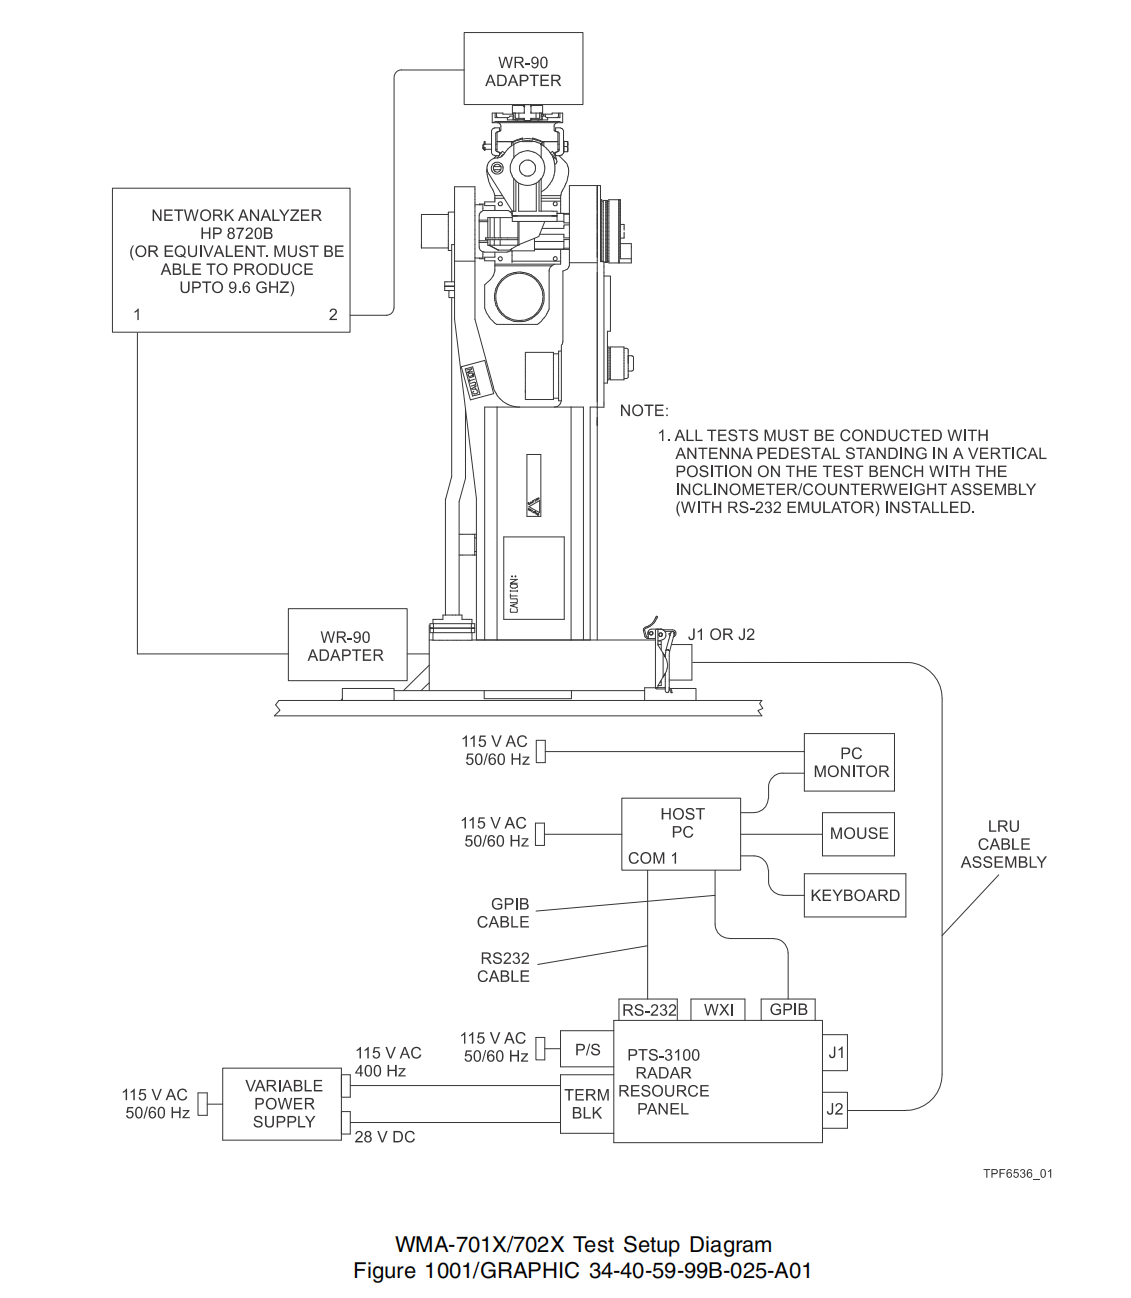 WR-90
ADAPTER
NETWORK ANALYZER
HP 8720B
(OR EQUIVALENT. MUST BE
ABLE TO PRODUCE
UPTO 9.6 GHZ)
1
2
CAUTION
NOTE:
1. ALL TESTS MUST BE CONDUCTED WITH
ANTENNA PEDESTAL STANDING IN A VERTICAL
POSITION ON THE TEST BENCH WITH THE
INCLINOMETER/COUNTERWEIGHT ASSEMBLY
(WITH RS-232 EMULATOR) INSTALLED.
CAUTION:
WR-90
ADAPTER
J1 OR J2
115 V AC
50/60 Hz
PC
MONITOR
115 V AC
50/60 Hz
HOST
PC
COM 1
MOUSE
KEYBOARD
LRU
CABLE
ASSEMBLY
GPIB
CABLE
RS232
CABLE
RS-232
WXI
GPIB
115 V AC
50/60 Hz
P/S
PTS-3100
RADAR
RESOURCE
PANEL
J1
J2
TERM
BLK
115 V AC
400 Hz
28 V DC
115 V AC
50/60 Hz
VARIABLE
POWER
SUPPLY
TPF6536_01
WMA-701X/702X Test Setup Diagram
Figure 1001/GRAPHIC 34-40-59-99B-025-A01